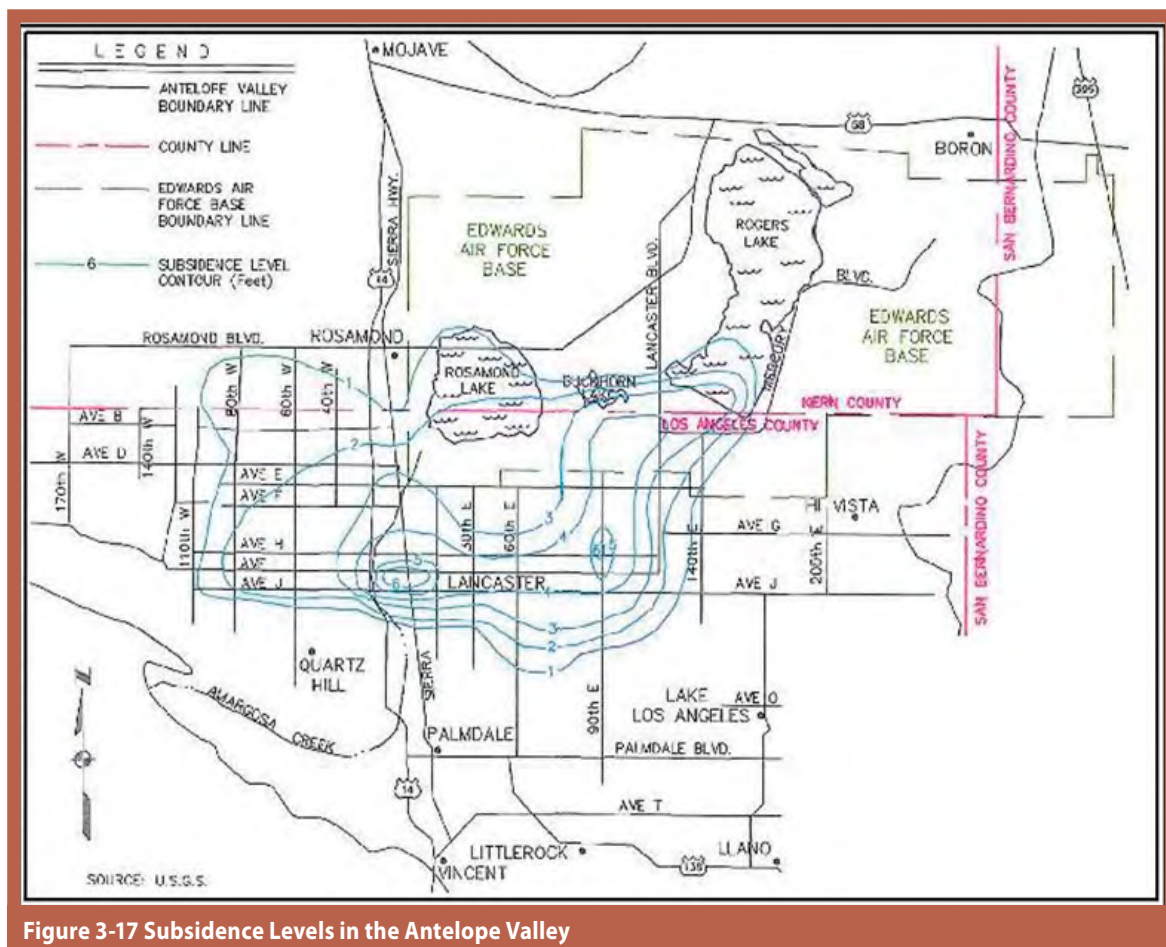 LEGEND
ANTELOPE VALLEY
BOUNDARY LINE
COUNTY LINE
EDWARDS AIR
FORCE BASE
BOUNDARY LINE
6
SUBSIDENCE LEVEL
CONTOUR (Feet)
MOJAVE
58
395
BORON
SAN BERNARDINO COUNTY
SIERRA HWY.
14
EDWARDS
AIR FORCE
BASE
ROGERS
LAKE
LANCASTER BLVD.
BLVD.
EDWARDS
AIR FORCE
BASE
ROSAMOND BLVD.
ROSAMOND
ROSAMOND
LAKE
BUCKHORN
LAKE
1
80th W
60th W
40th W
KERN COUNTY
LOS ANGELES COUNTY
AVE B
2
170th W
140th W
AVE D
AVE E
AVE F
110th W
3
4
30th E
60th E
HI VISTA
AVE G
140th E
205th E
SAN BERNARDINO COUNTY
AVE H
AVE I
5
6
AVE J
LANCASTER
AVE J
3
2
1
QUARTZ
HILL
SIERRA
90th E
LAKE
LOS ANGELES
AVE O
AMARGOSA
CREEK
PALMDALE
PALMDALE BLVD.
14
AVE T
LITTLEROCK
VINCENT
138
LLANO
SOURCE: U.S.G.S.
Figure 3-17 Subsidence Levels in the Antelope Valley